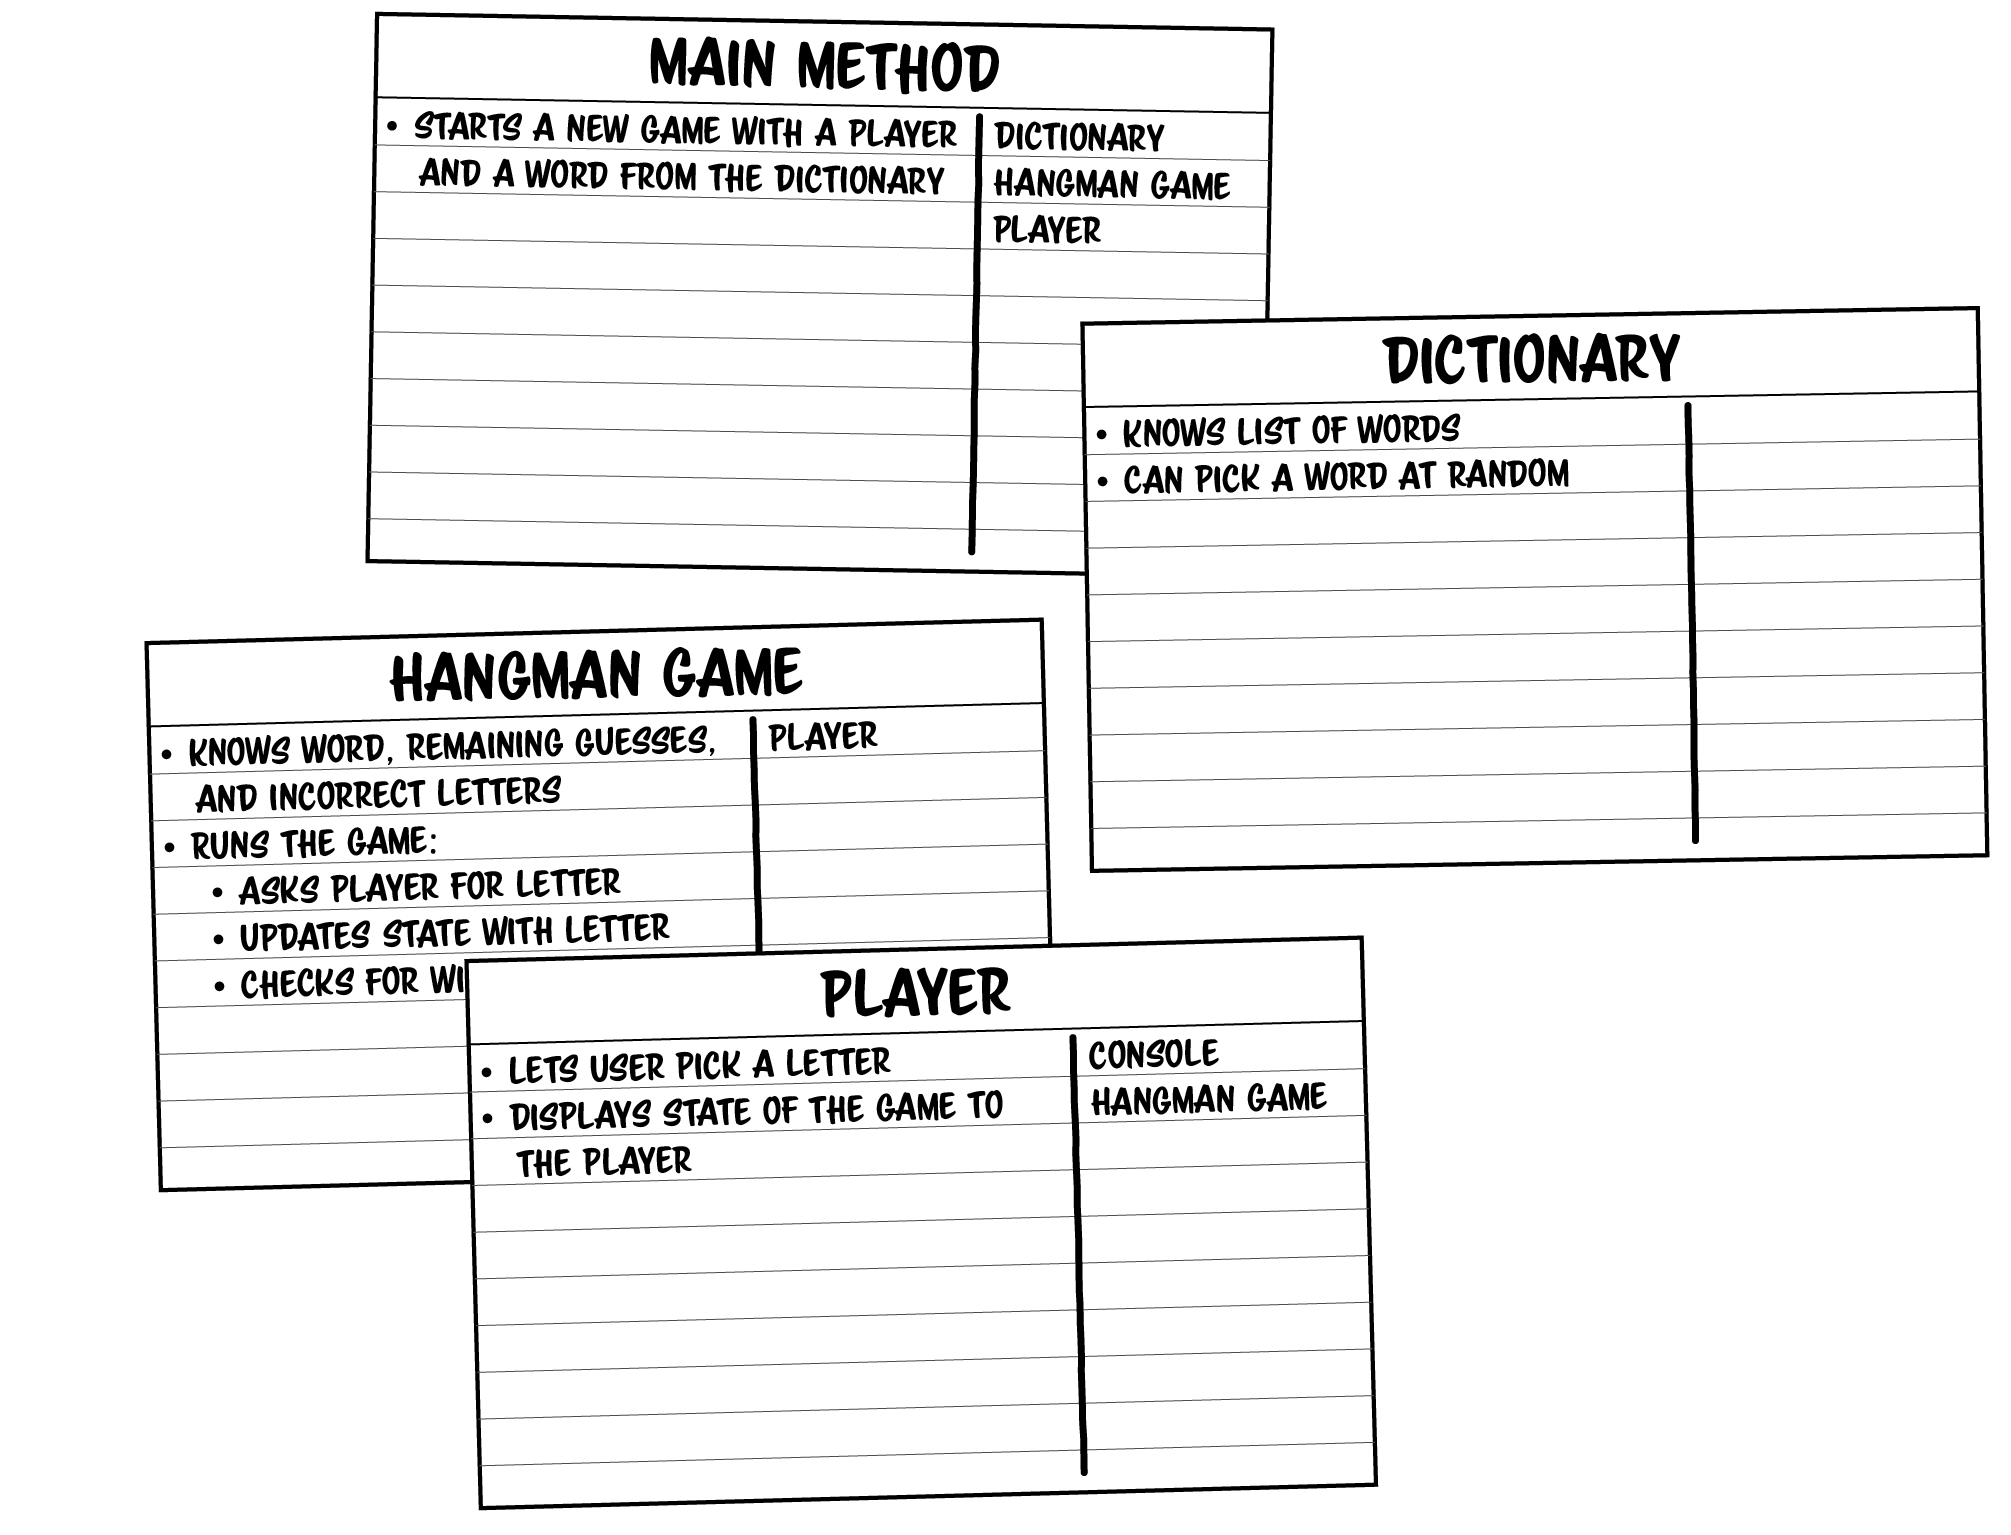 MAIN METHOD
• STARTS A NEW GAME WITH A PLAYER
AND A WORD FROM THE DICTIONARY
DICTIONARY
HANGMAN GAME
PLAYER
DICTIONARY
• KNOWS LIST OF WORDS
• CAN PICK A WORD AT RANDOM
HANGMAN GAME
• KNOWS WORD, REMAINING GUESSES,
AND INCORRECT LETTERS
• RUNS THE GAME:
• ASKS PLAYER FOR LETTER
• UPDATES STATE WITH LETTER
• CHECKS FOR
PLAYER
PLAYER
• LETS USER PICK A LETTER
• DISPLAYS STATE OF THE GAME TO
THE PLAYER
CONSOLE
HANGMAN GAME